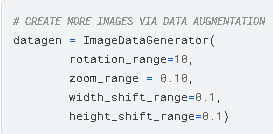 # CREATE MORE IMAGES VIA DATA AUGMENTATION
datagen = ImageDataGenerator(
        rotation_range=10,
        zoom_range = 0.10,
        width_shift_range=0.1,
        height_shift_range=0.1)